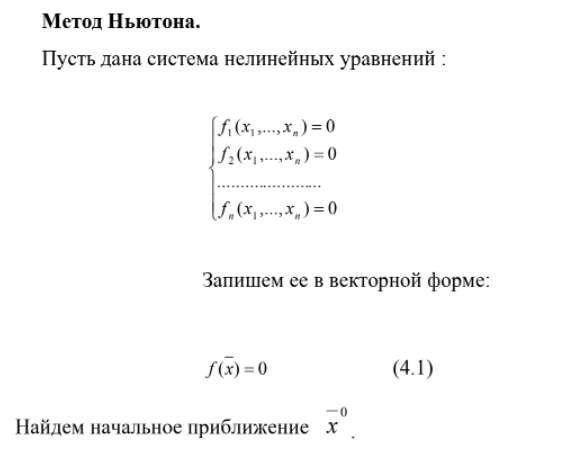 Метод Ньютона.
Пусть дана система нелинейных уравнений :
f₁(x₁,...,xₙ) = 0
f₂(x₁,...,xₙ) = 0
........................
fₙ(x₁,...,xₙ) = 0
Запишем ее в векторной форме:
f(x̅) = 0 (4.1)
Найдем начальное приближение x̅⁰.